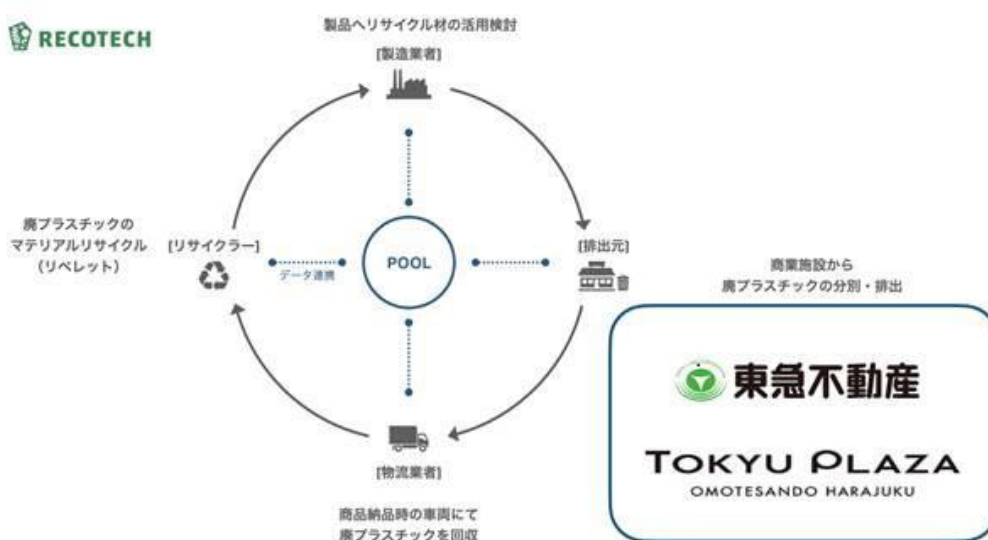 RECOTECH
製品へリサイクル材の活用検討
[製造業者]
廃プラスチックの
マテリアルリサイクル
（リペレット）
[リサイクラー]
データ連携
POOL
[排出元]
商業施設から
廃プラスチックの分別・排出
東急不動産
TOKYU PLAZA
OMOTESANDO HARAJUKU
[物流業者]
商品納品時の車両にて
廃プラスチックを回収